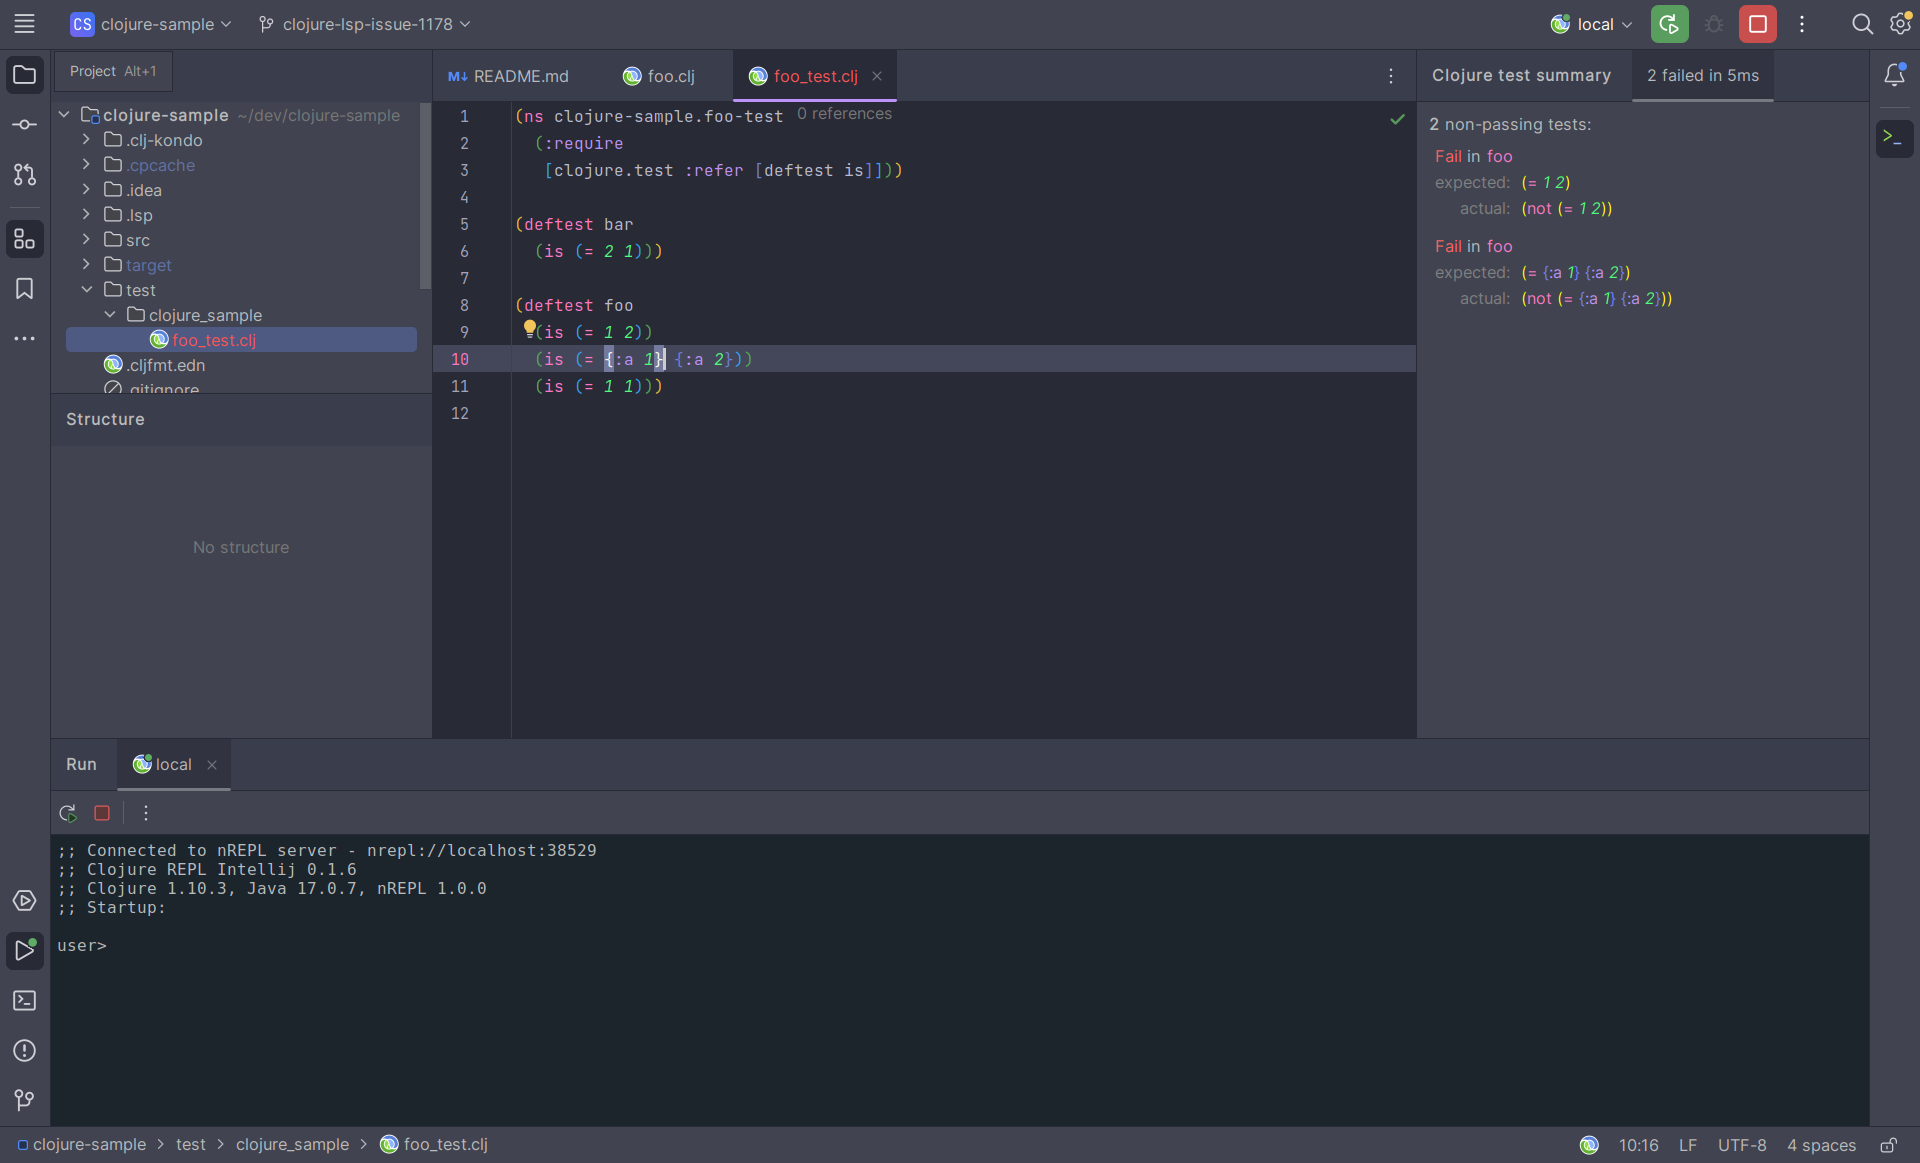 CS clojure-sample clojure-lsp-issue-1178 local
Project Alt+1
clojure-sample ~/dev/clojure-sample
.clj-kondo
.cpcache
.idea
.lsp
src
target
test
clojure_sample
foo_test.clj
.cljfmt.edn
.gitignore
Structure
No structure
M↓ README.md foo.clj foo_test.clj
1 (ns clojure-sample.foo-test 0 references
2 (:require
3 [clojure.test :refer [deftest is]]))
4
5 (deftest bar
6 (is (= 2 1)))
7
8 (deftest foo
9 (is (= 1 2))
10 (is (= {:a 1} {:a 2}))
11 (is (= 1 1)))
12
Clojure test summary 2 failed in 5ms
2 non-passing tests:
Fail in foo
expected: (= 1 2)
actual: (not (= 1 2))
Fail in foo
expected: (= {:a 1} {:a 2})
actual: (not (= {:a 1} {:a 2}))
Run local
;; Connected to nREPL server - nrepl://localhost:38529
;; Clojure REPL Intellij 0.1.6
;; Clojure 1.10.3, Java 17.0.7, nREPL 1.0.0
;; Startup:
user>
clojure-sample > test > clojure_sample > foo_test.clj 10:16 LF UTF-8 4 spaces